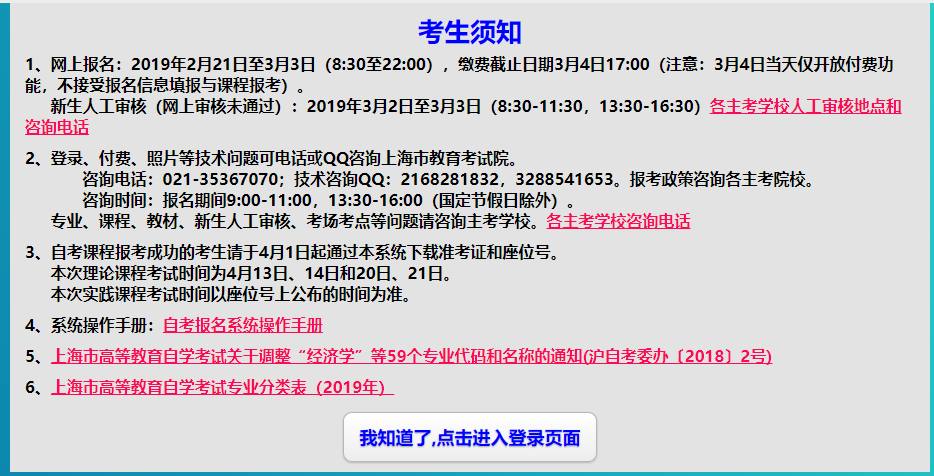 考生须知
1、网上报名：2019年2月21日至3月3日（8:30至22:00），缴费截止日期3月4日17:00（注意：3月4日当天仅开放付费功
能，不接受报名信息填报与课程报考）。
新生人工审核（网上审核未通过）：2019年3月2日至3月3日（8:30-11:30，13:30-16:30）各主考学校人工审核地点和
咨询电话
2、登录、付费、照片等技术问题可电话或QQ咨询上海市教育考试院。
咨询电话：021-35367070；技术咨询QQ：2168281832，3288541653。报考政策咨询各主考院校。
咨询时间：报名期间9:00-11:00，13:30-16:00（国定节假日除外）。
专业、课程、教材、新生人工审核、考场考点等问题请咨询主考学校。各主考学校咨询电话
3、自考课程报考成功的考生请于4月1日起通过本系统下载准考证和座位号。
本次理论课程考试时间为4月13日、14日和20日、21日。
本次实践课程考试时间以座位号上公布的时间为准。
4、系统操作手册：自考报名系统操作手册
5、上海市高等教育自学考试关于调整“经济学”等59个专业代码和名称的通知(沪自考委办〔2018〕2号)
6、上海市高等教育自学考试专业分类表（2019年）
我知道了,点击进入登录页面